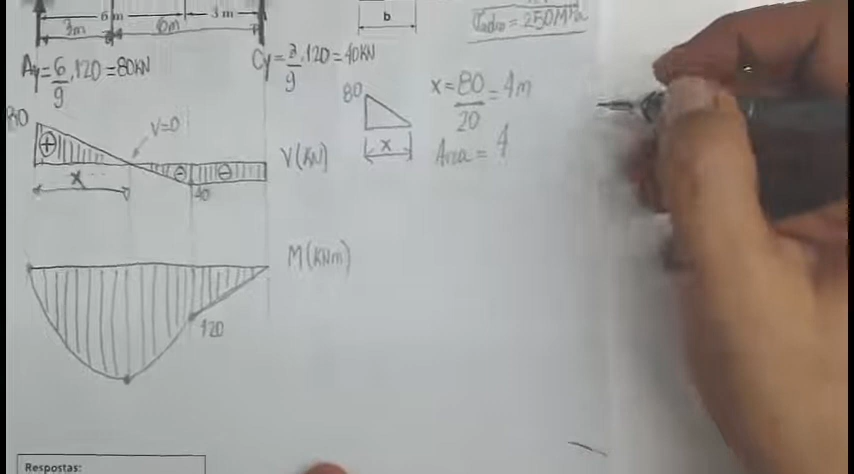 6m 3m
3m 6m
b
σadm = 250MPa
Ay = 6/9 . 120 = 80KN
Cy = 3/9 . 120 = 40KN
80
x = 80/20 = 4m
x
Area = 4
80
V=0
+
-
-
V(KN)
x
40
M(KNm)
120
Respostas: